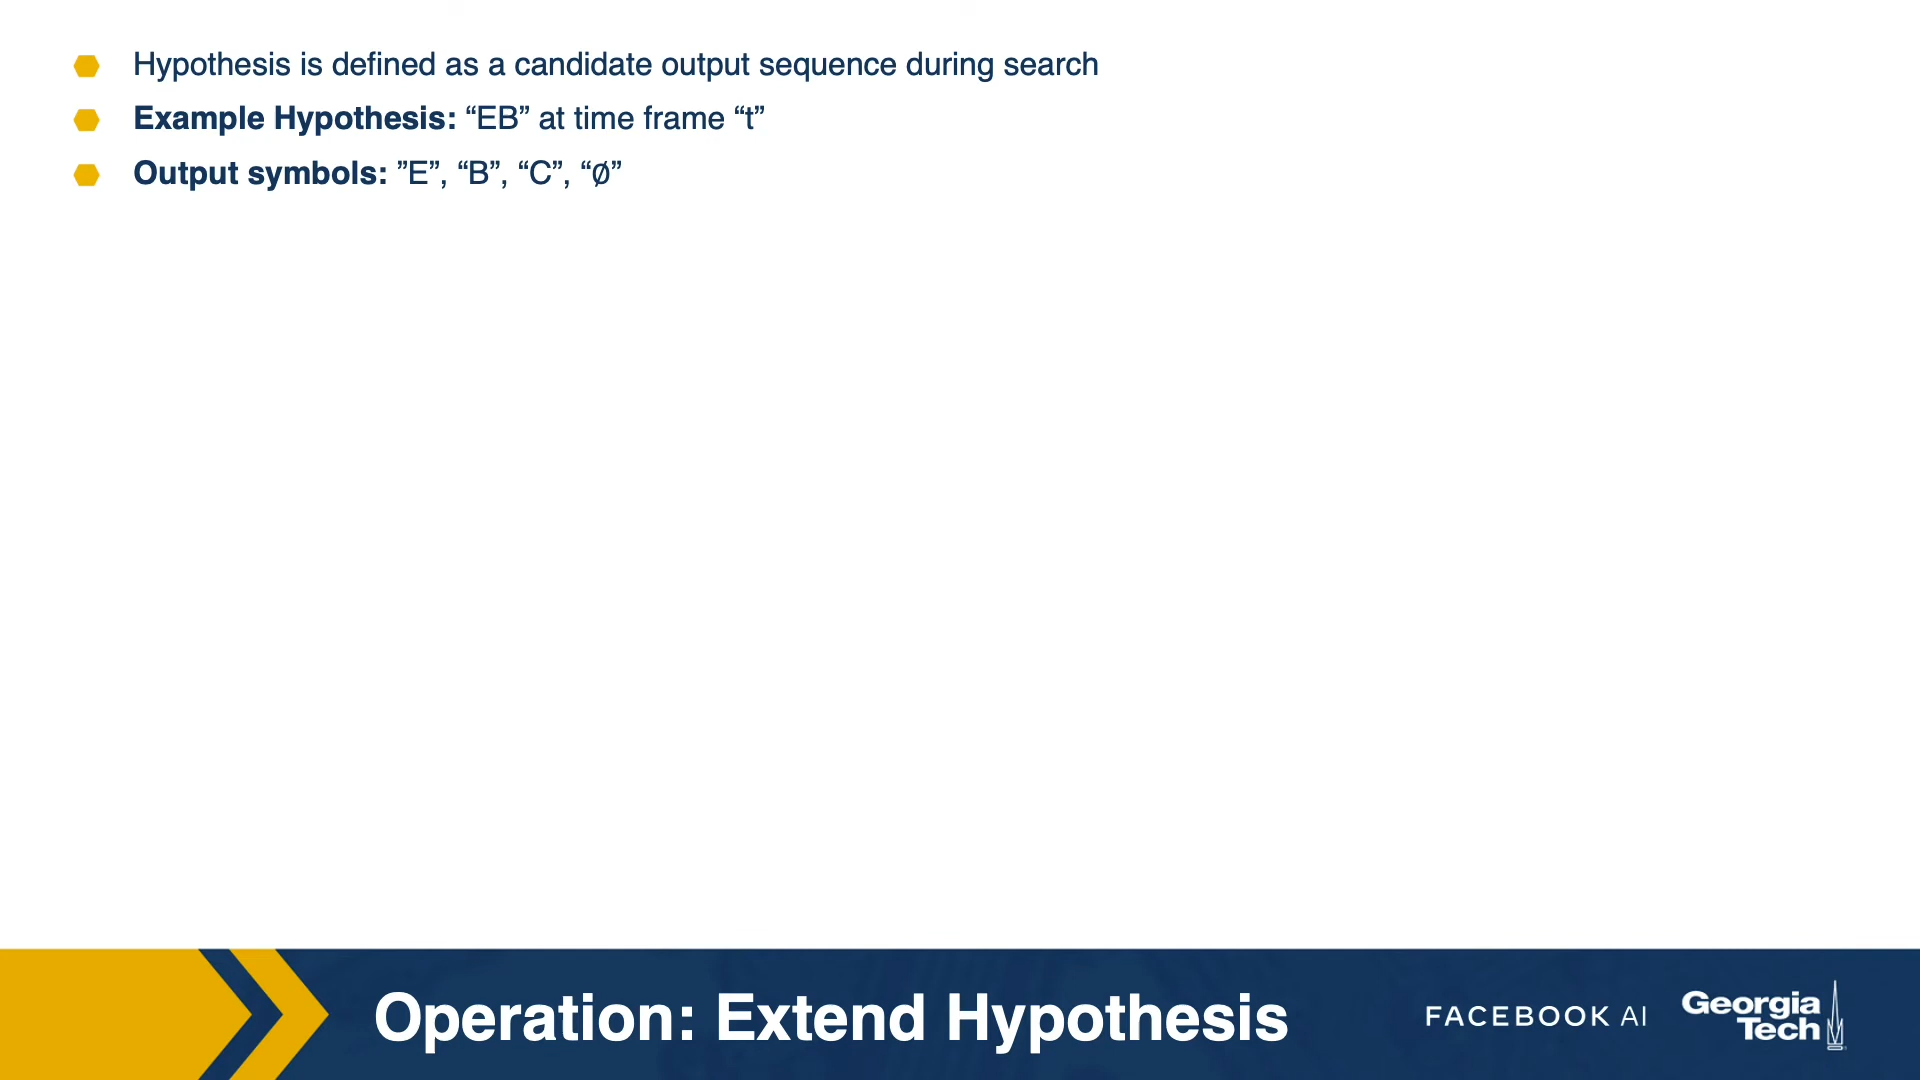 Hypothesis is defined as a candidate output sequence during search
Example Hypothesis: “EB” at time frame “t”
Output symbols: ”E”, “B”, “C”, “∅”
Operation: Extend Hypothesis
FACEBOOK AI
Georgia
Tech